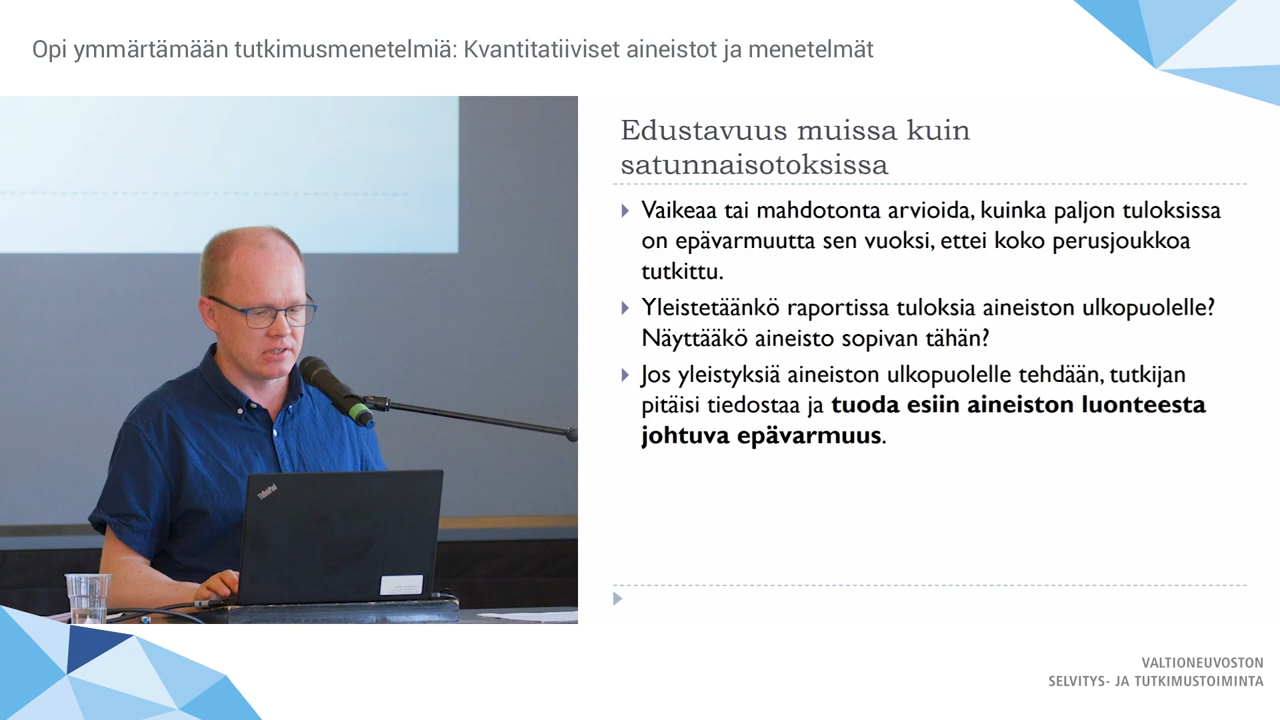 Opi ymmärtämään tutkimusmenetelmiä: Kvantitatiiviset aineistot ja menetelmät
Edustavuus muissa kuin
satunnaisotoksissa
Vaikeaa tai mahdotonta arvioida, kuinka paljon tuloksissa
on epävarmuutta sen vuoksi, ettei koko perusjoukkoa
tutkittu.
Yleistetäänkö raportissa tuloksia aineiston ulkopuolelle?
Näyttääkö aineisto sopivan tähän?
Jos yleistyksiä aineiston ulkopuolelle tehdään, tutkijan
pitäisi tiedostaa ja tuoda esiin aineiston luonteesta
johtuva epävarmuus.
ThinkPad
VALTIONEUVOSTON
SELVITYS- JA TUTKIMUSTOIMINTA